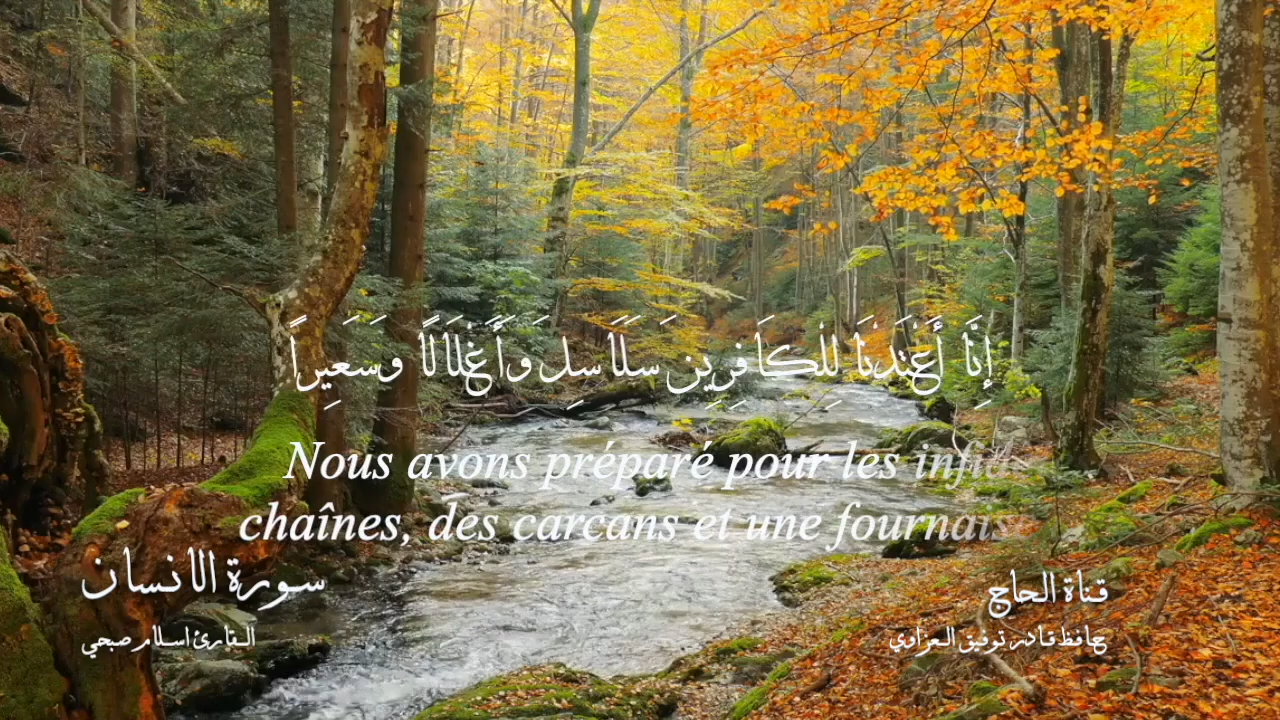 إِنَّا أَعْتَدْنَا لِلْكَافِرِينَ سَلَاسِلَ وَأَغْلَالًا وَسَعِيرًا
Nous avons préparé pour les
chaînes, des carcans et une
سورة الانسان
قناة الحاج
القارئ اسلام صبحي
حافظ قادر توفيق العزاوي